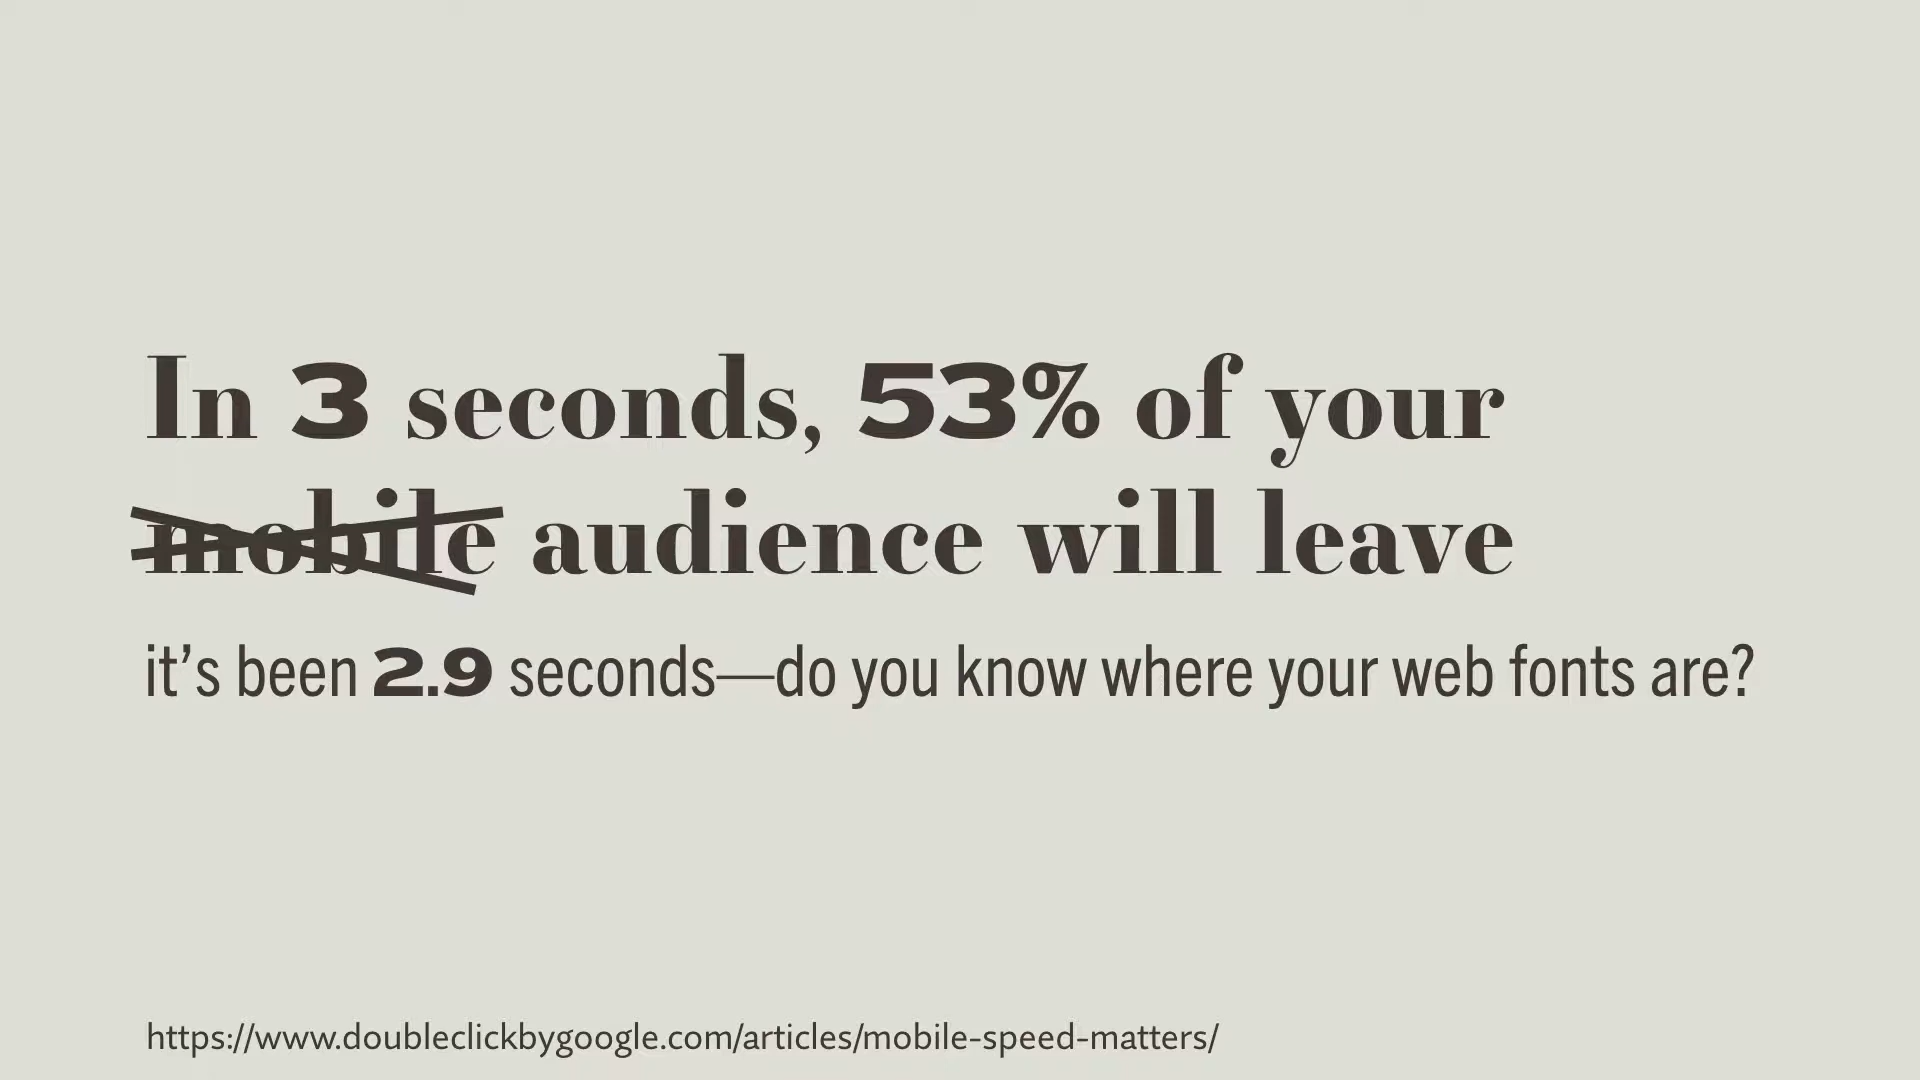 In 3 seconds, 53% of your
mobile audience will leave
it’s been 2.9 seconds—do you know where your web fonts are?
https://www.doubleclickbygoogle.com/articles/mobile-speed-matters/